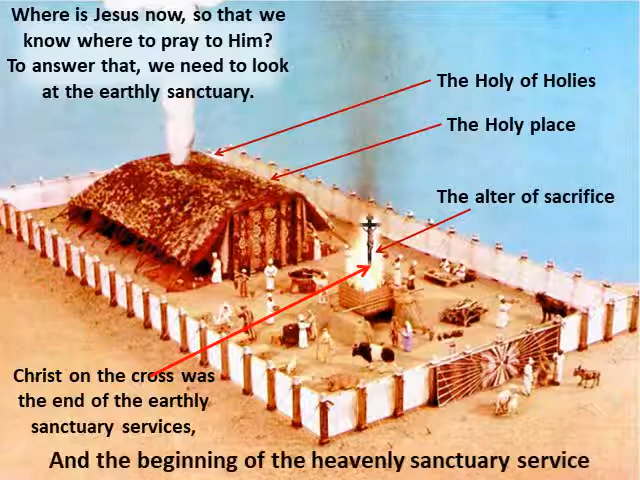 Where is Jesus now, so that we
know where to pray to Him?
To answer that, we need to look
at the earthly sanctuary.
The Holy of Holies
The Holy place
The alter of sacrifice
Christ on the cross was
the end of the earthly
sanctuary services,
And the beginning of the heavenly sanctuary service